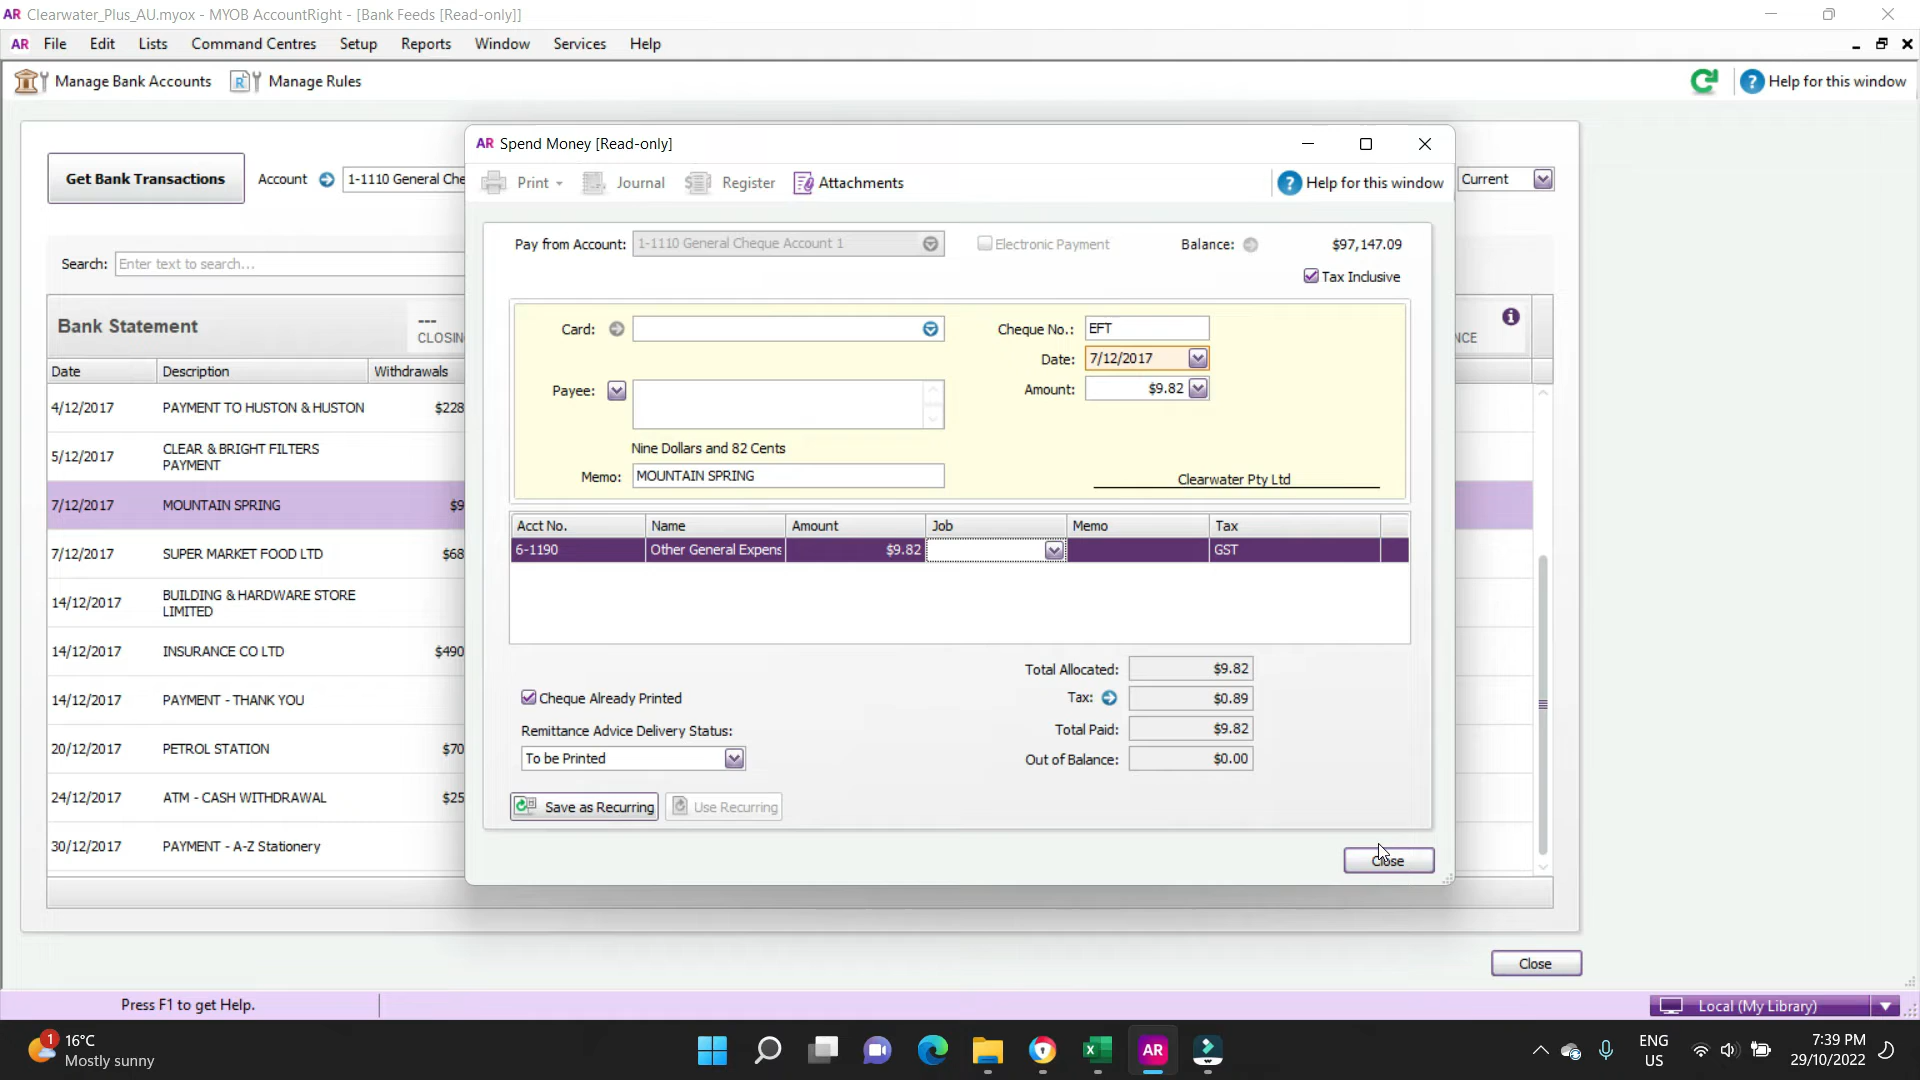 AR Clearwater_Plus_AU.myox - MYOB AccountRight - [Bank Feeds [Read-only]]
AR File Edit Lists Command Centres Setup Reports Window Services Help
Manage Bank Accounts Manage Rules Help for this window
Get Bank Transactions Account 1-1110 General Che Current
Search: Enter text to search...
Bank Statement --- CLOSIN NCE
Date Description Withdrawals
4/12/2017 PAYMENT TO HUSTON & HUSTON $228
5/12/2017 CLEAR & BRIGHT FILTERS
PAYMENT
7/12/2017 MOUNTAIN SPRING $9
7/12/2017 SUPER MARKET FOOD LTD $68
14/12/2017 BUILDING & HARDWARE STORE
LIMITED
14/12/2017 INSURANCE CO LTD $490
14/12/2017 PAYMENT - THANK YOU
20/12/2017 PETROL STATION $70
24/12/2017 ATM - CASH WITHDRAWAL $25
30/12/2017 PAYMENT - A-Z Stationery
AR Spend Money [Read-only]
Print Journal Register Attachments Help for this window
Pay from Account: 1-1110 General Cheque Account 1 Electronic Payment Balance: $97,147.09
Tax Inclusive
Card: Cheque No.: EFT
Date: 7/12/2017
Payee: Amount: $9.82
Nine Dollars and 82 Cents
Memo: MOUNTAIN SPRING Clearwater Pty Ltd
Acct No. Name Amount Job Memo Tax
6-1190 Other General Expens $9.82 GST
Total Allocated: $9.82
Cheque Already Printed Tax: $0.89
Remittance Advice Delivery Status: Total Paid: $9.82
To be Printed Out of Balance: $0.00
Save as Recurring Use Recurring
Close
Close
Press F1 to get Help. Local (My Library)
1 16°C
Mostly sunny
AR
ENG
US
7:39 PM
29/10/2022